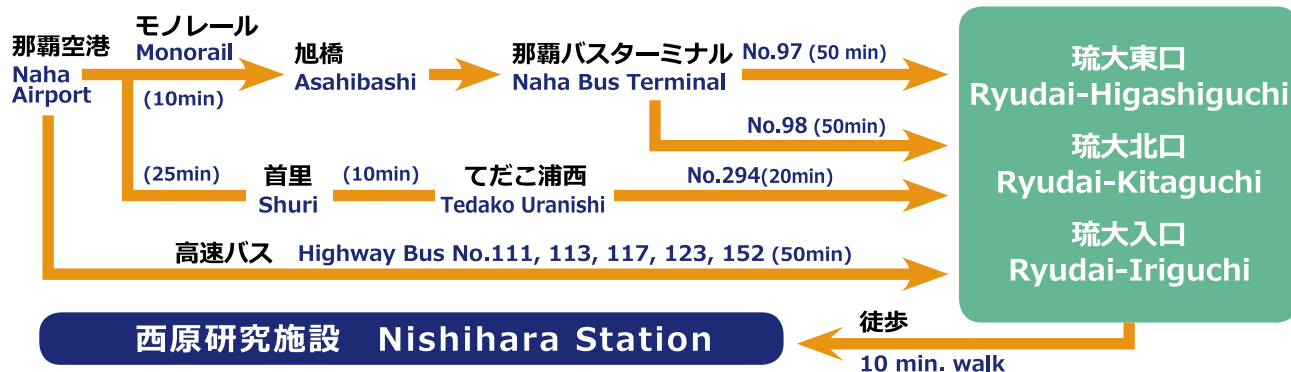 那覇空港
Naha
Airport
モノレール
Monorail
(10min)
旭橋
Asahibashi
那覇バスターミナル
Naha Bus Terminal
No.97 (50 min)
No.98 (50min)
(25min)
首里
Shuri
(10min)
てだこ浦西
Tedako Uranishi
No.294(20min)
高速バス Highway Bus No.111, 113, 117, 123, 152 (50min)
琉大東口
Ryudai-Higashiguchi
琉大北口
Ryudai-Kitaguchi
琉大入口
Ryudai-Iriguchi
徒歩
10 min. walk
西原研究施設 Nishihara Station